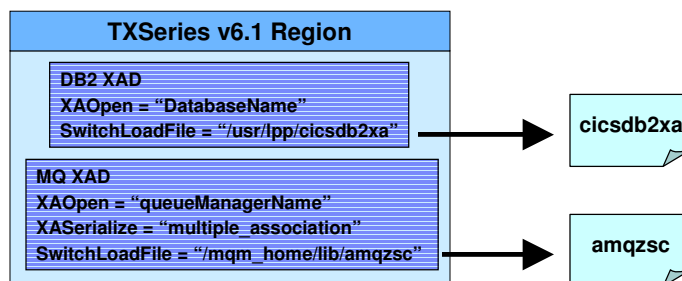 TXSeries v6.1 Region
DB2 XAD
XAOpen = “DatabaseName”
SwitchLoadFile = “/usr/lpp/cicsdb2xa”
cicsdb2xa
MQ XAD
XAOpen = “queueManagerName”
XASerialize = “multiple_association”
SwitchLoadFile = “/mqm_home/lib/amqzsc”
amqzsc